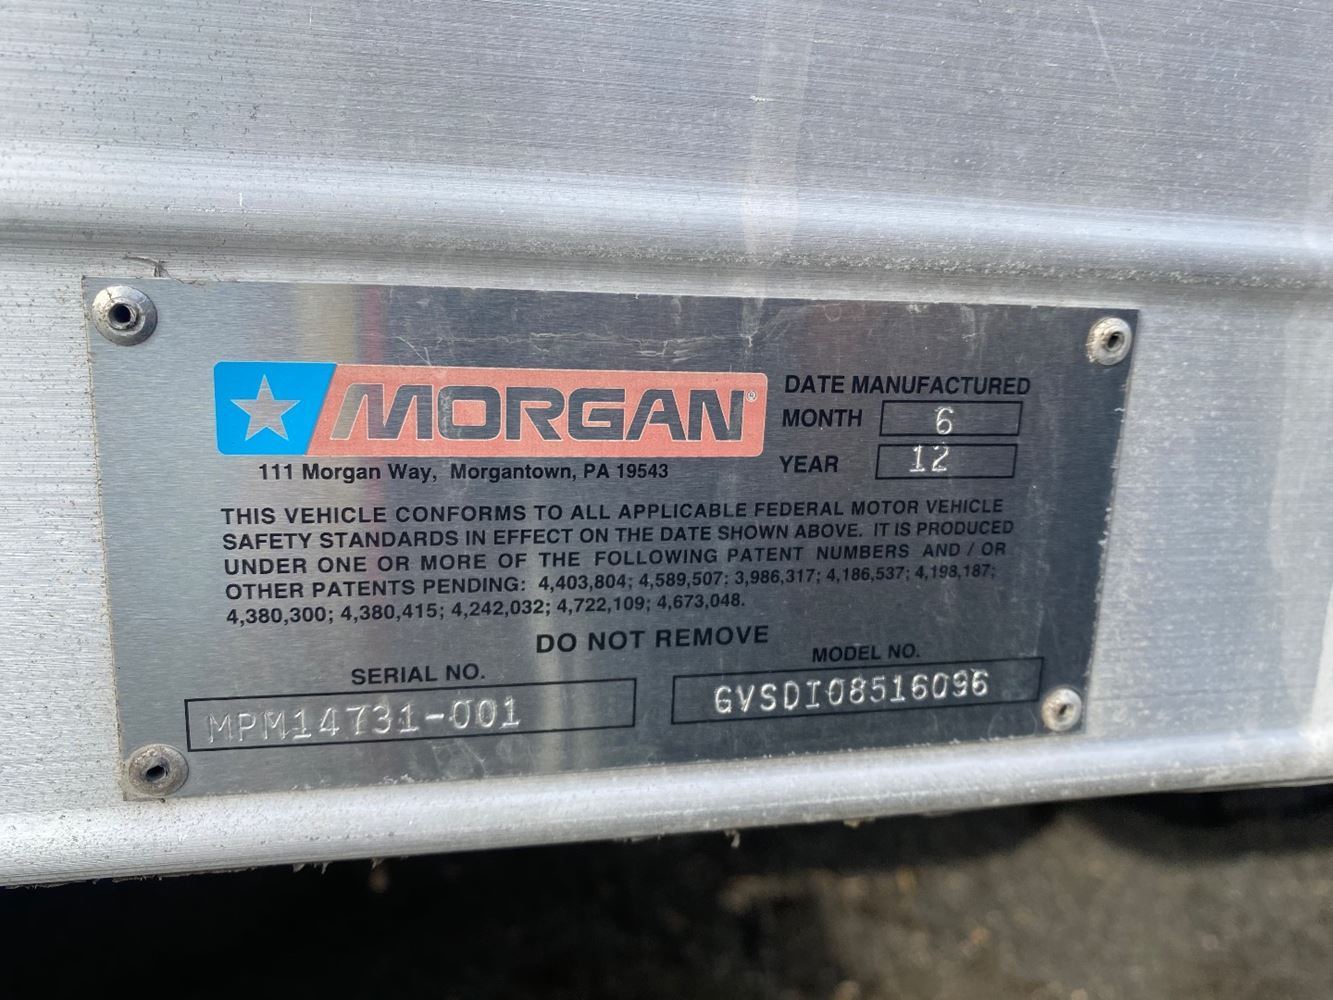 MORGAN®
111 Morgan Way, Morgantown, PA 19543
DATE MANUFACTURED
MONTH 6
YEAR 12
THIS VEHICLE CONFORMS TO ALL APPLICABLE FEDERAL MOTOR VEHICLE
SAFETY STANDARDS IN EFFECT ON THE DATE SHOWN ABOVE. IT IS PRODUCED
UNDER ONE OR MORE OF THE FOLLOWING PATENT NUMBERS AND / OR
OTHER PATENTS PENDING: 4,403,804; 4,589,507; 3,986,317; 4,186,537; 4,198,187;
4,380,300; 4,380,415; 4,242,032; 4,722,109; 4,673,048.
DO NOT REMOVE
SERIAL NO.
MPM14731-001
MODEL NO.
GVSDI08516096